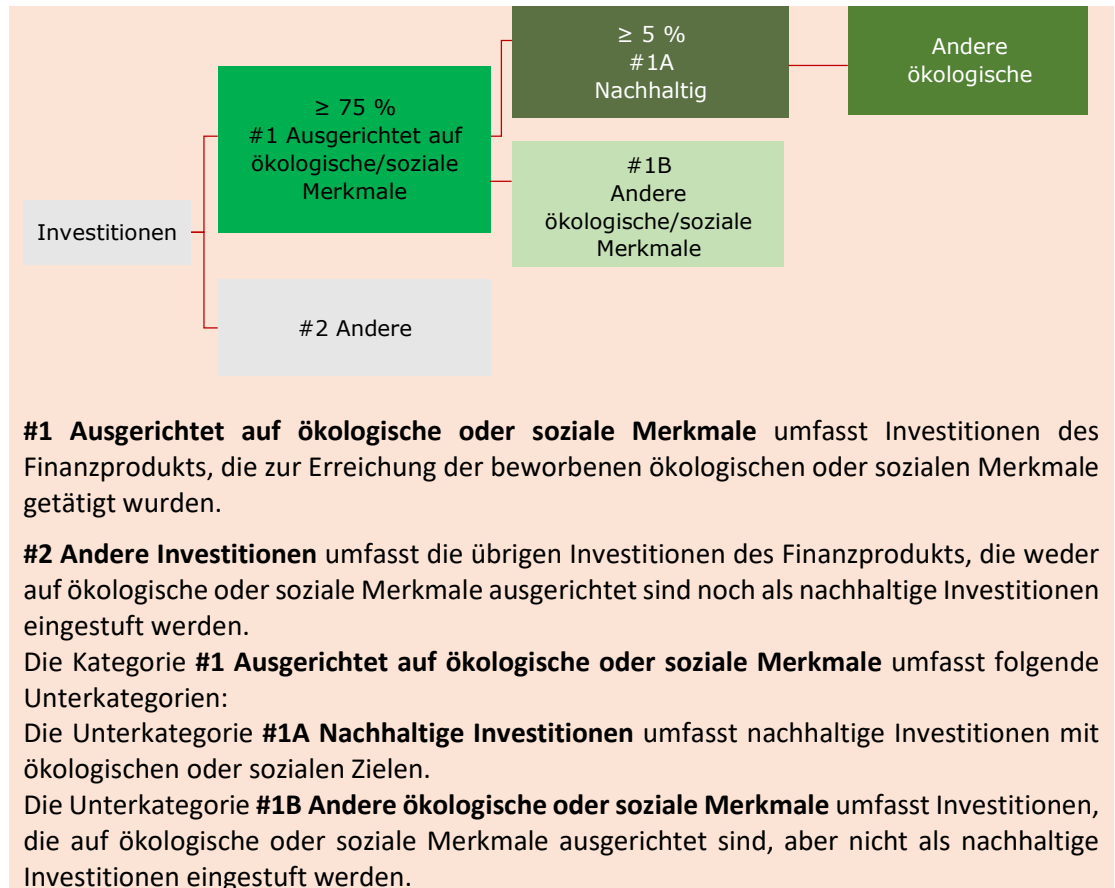 ≥ 5 %
#1A
Nachhaltig
Andere
ökologische
≥ 75 %
#1 Ausgerichtet auf
ökologische/soziale
Merkmale
#1B
Andere
ökologische/soziale
Merkmale
Investitionen
#2 Andere
#1 Ausgerichtet auf ökologische oder soziale Merkmale umfasst Investitionen des
Finanzprodukts, die zur Erreichung der beworbenen ökologischen oder sozialen Merkmale
getätigt wurden.
#2 Andere Investitionen umfasst die übrigen Investitionen des Finanzprodukts, die weder
auf ökologische oder soziale Merkmale ausgerichtet sind noch als nachhaltige Investitionen
eingestuft werden.
Die Kategorie #1 Ausgerichtet auf ökologische oder soziale Merkmale umfasst folgende
Unterkategorien:
Die Unterkategorie #1A Nachhaltige Investitionen umfasst nachhaltige Investitionen mit
ökologischen oder sozialen Zielen.
Die Unterkategorie #1B Andere ökologische oder soziale Merkmale umfasst Investitionen,
die auf ökologische oder soziale Merkmale ausgerichtet sind, aber nicht als nachhaltige
Investitionen eingestuft werden.